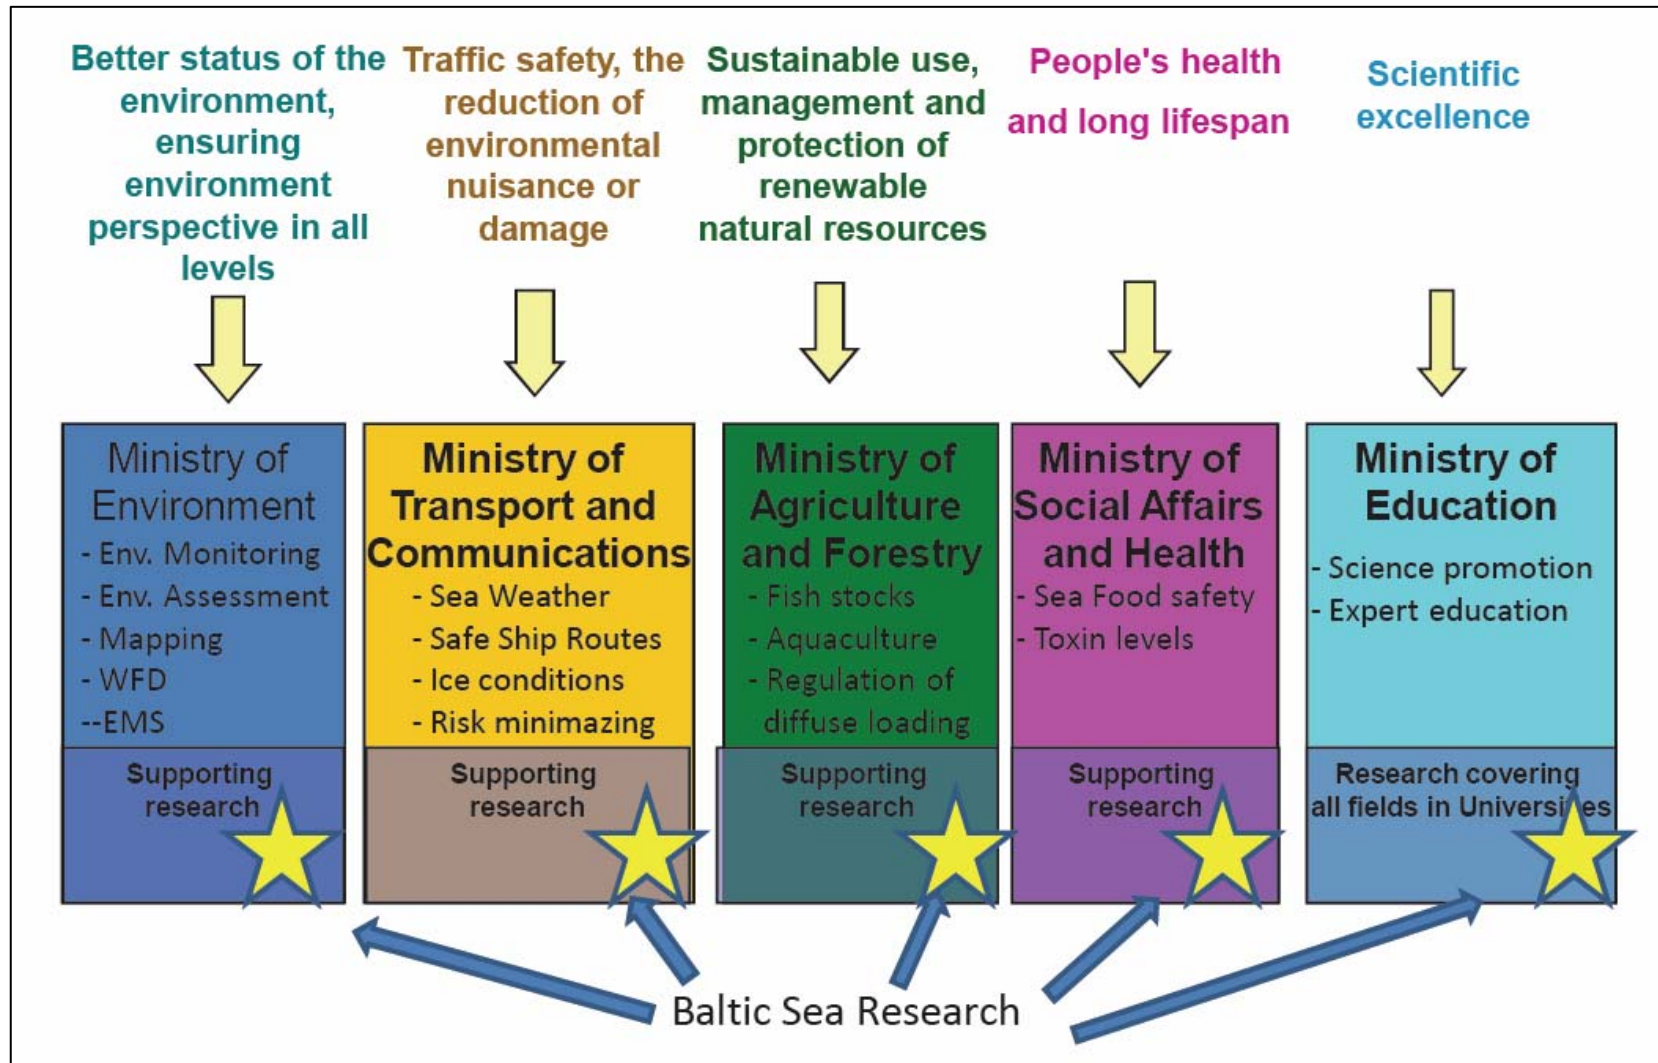 Better status of the
environment,
ensuring
environment
perspective in all
levels
Traffic safety, the
reduction of
environmental
nuisance or
damage
Sustainable use,
management and
protection of
renewable
natural resources
People's health
and long lifespan
Scientific
excellence
Ministry of
Environment
- Env. Monitoring
- Env. Assessment
- Mapping
- WFD
--EMS
Supporting
research
Ministry of
Transport and
Communications
- Sea Weather
- Safe Ship Routes
- Ice conditions
- Risk minimazing
Supporting
research
Ministry of
Agriculture
and Forestry
- Fish stocks
- Aquaculture
- Regulation of
diffuse loading
Supporting
research
Ministry of
Social Affairs
and Health
- Sea Food safety
- Toxin levels
Supporting
research
Ministry of
Education
- Science promotion
- Expert education
Research covering
all fields in Universities
Baltic Sea Research